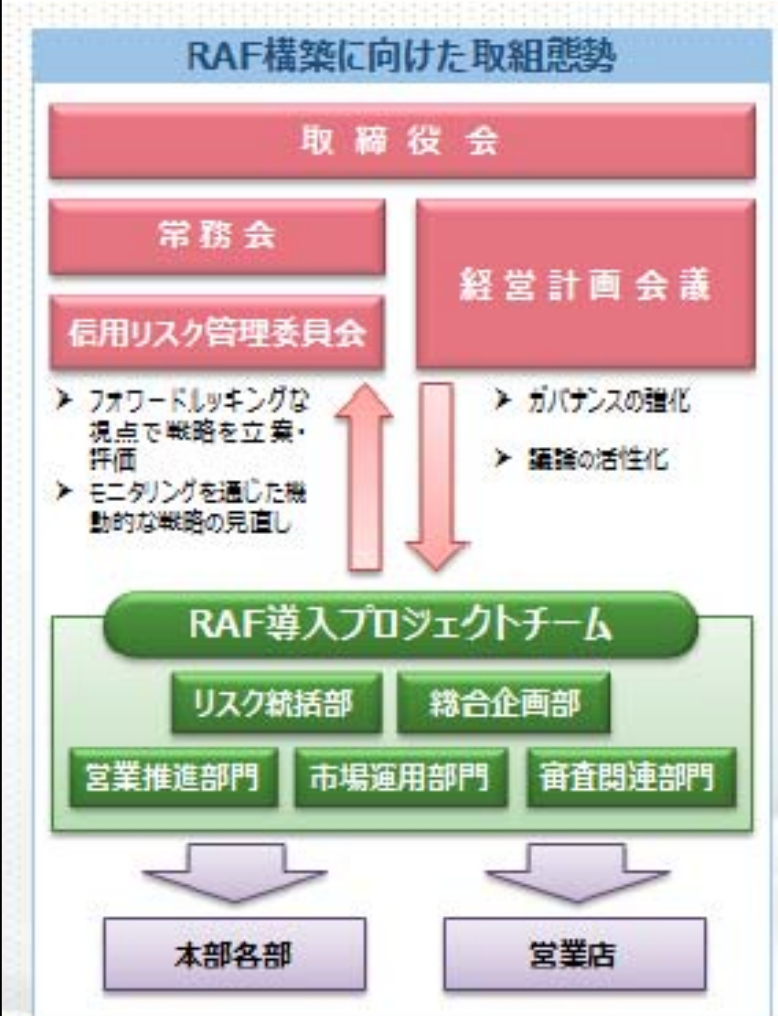 RAF構築に向けた取組態勢
取締役会
常務会
経営計画会議
信用リスク管理委員会
➤ フォワードルッキングな
視点で戦略を立案・
評価
➤ モニタリングを通じた機
動的な戦略の見直し
➤ ガバナンスの強化
➤ 議論の活性化
RAF導入プロジェクトチーム
リスク統括部
総合企画部
営業推進部門
市場運用部門
審査関連部門
本部各部
営業店